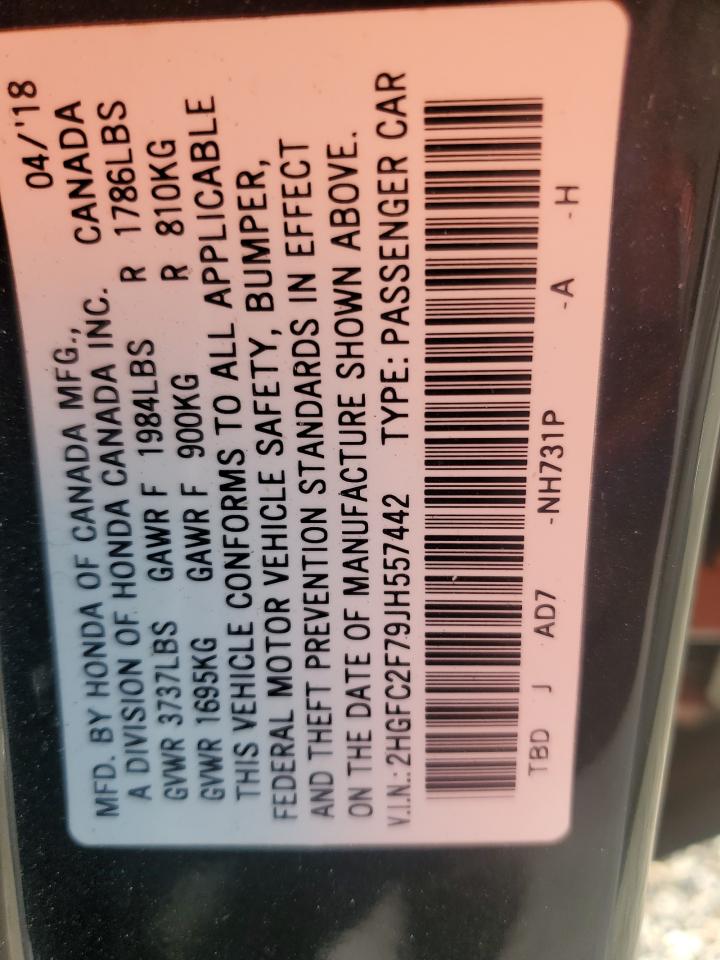 04/'18
MFD. BY HONDA OF CANADA MFG., CANADA
A DIVISION OF HONDA CANADA INC.
GVWR 3737LBS GAWR F 1984LBS R 1786LBS
GVWR 1695KG GAWR F 900KG R 810KG
THIS VEHICLE CONFORMS TO ALL APPLICABLE
FEDERAL MOTOR VEHICLE SAFETY, BUMPER,
AND THEFT PREVENTION STANDARDS IN EFFECT
ON THE DATE OF MANUFACTURE SHOWN ABOVE.
V.I.N.: 2HGFC2F79JH557442 TYPE: PASSENGER CAR
TBD J AD7 -NH731P -A -H